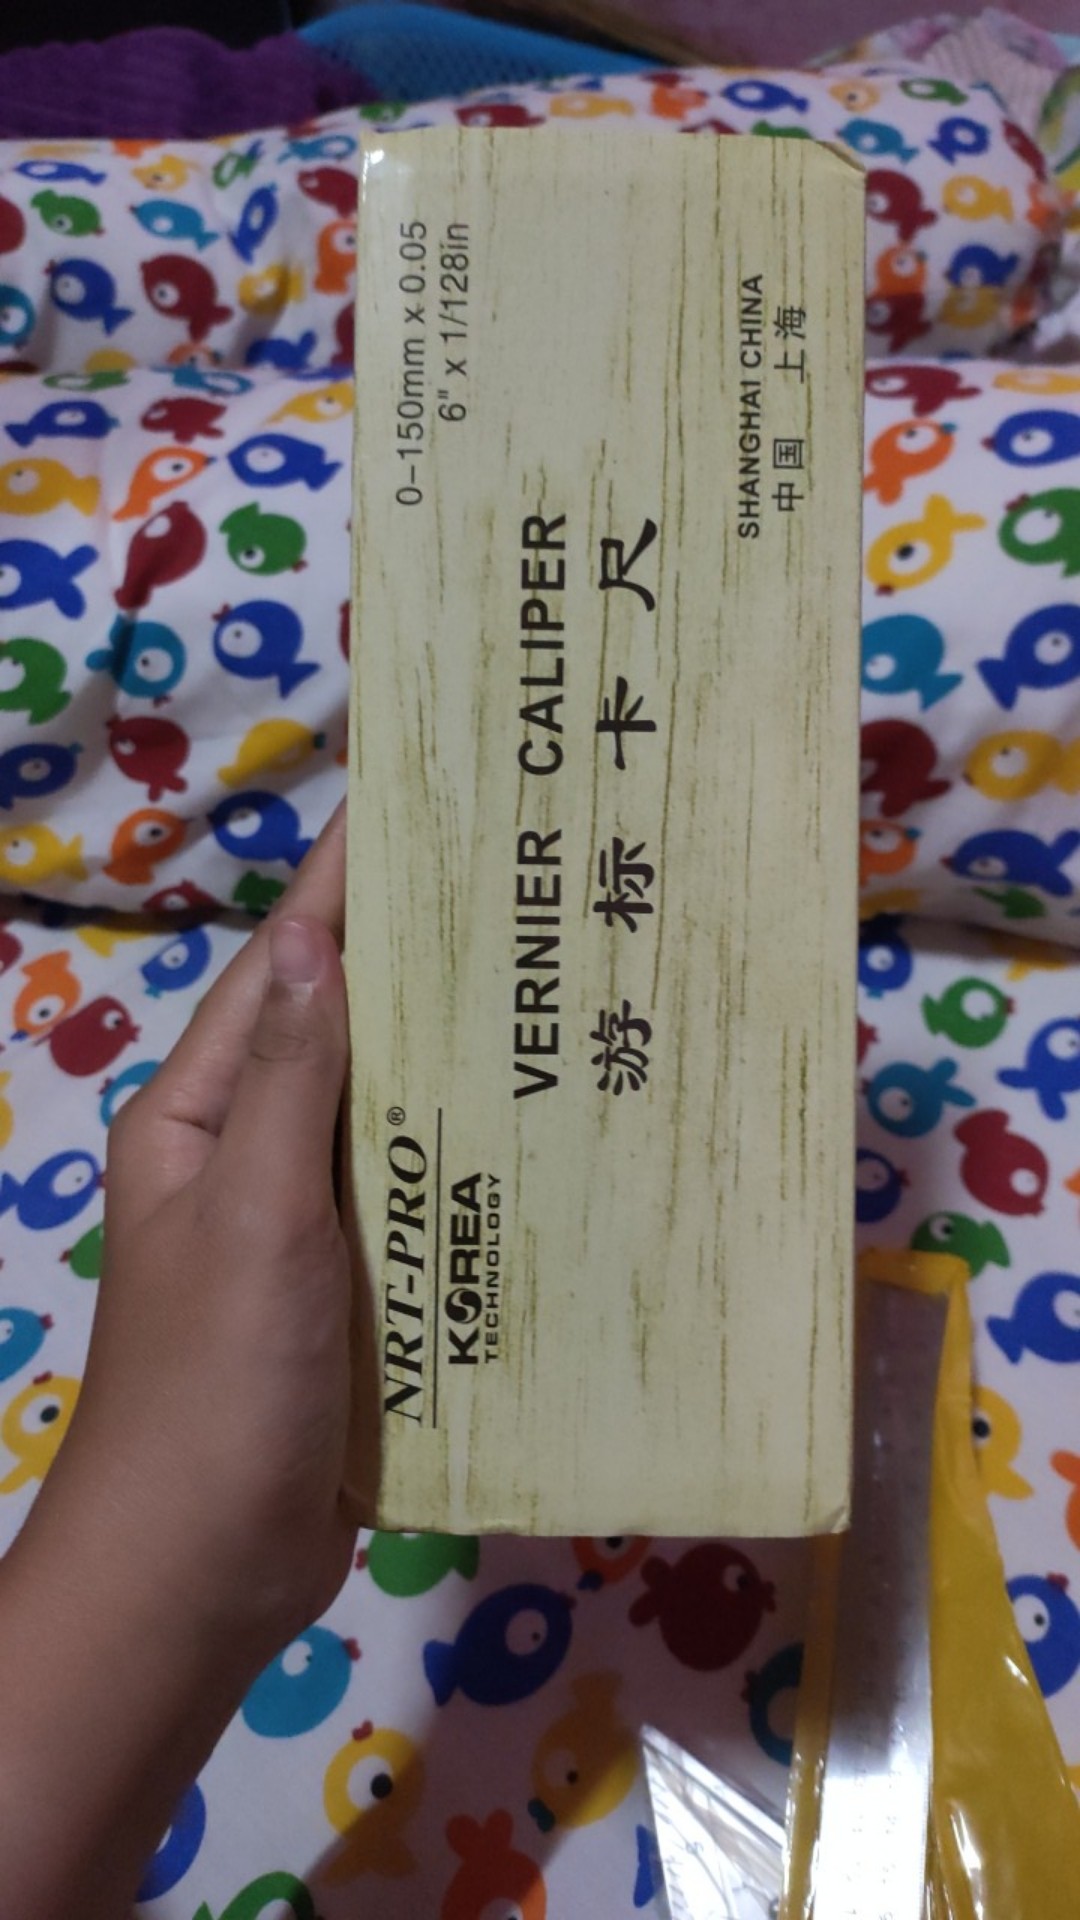 NRT-PRO®
KOREA
TECHNOLOGY
0-150mm x 0.05
6" x 1/128in
VERNIER CALIPER
游标卡尺
SHANGHAI CHINA
中国 上海